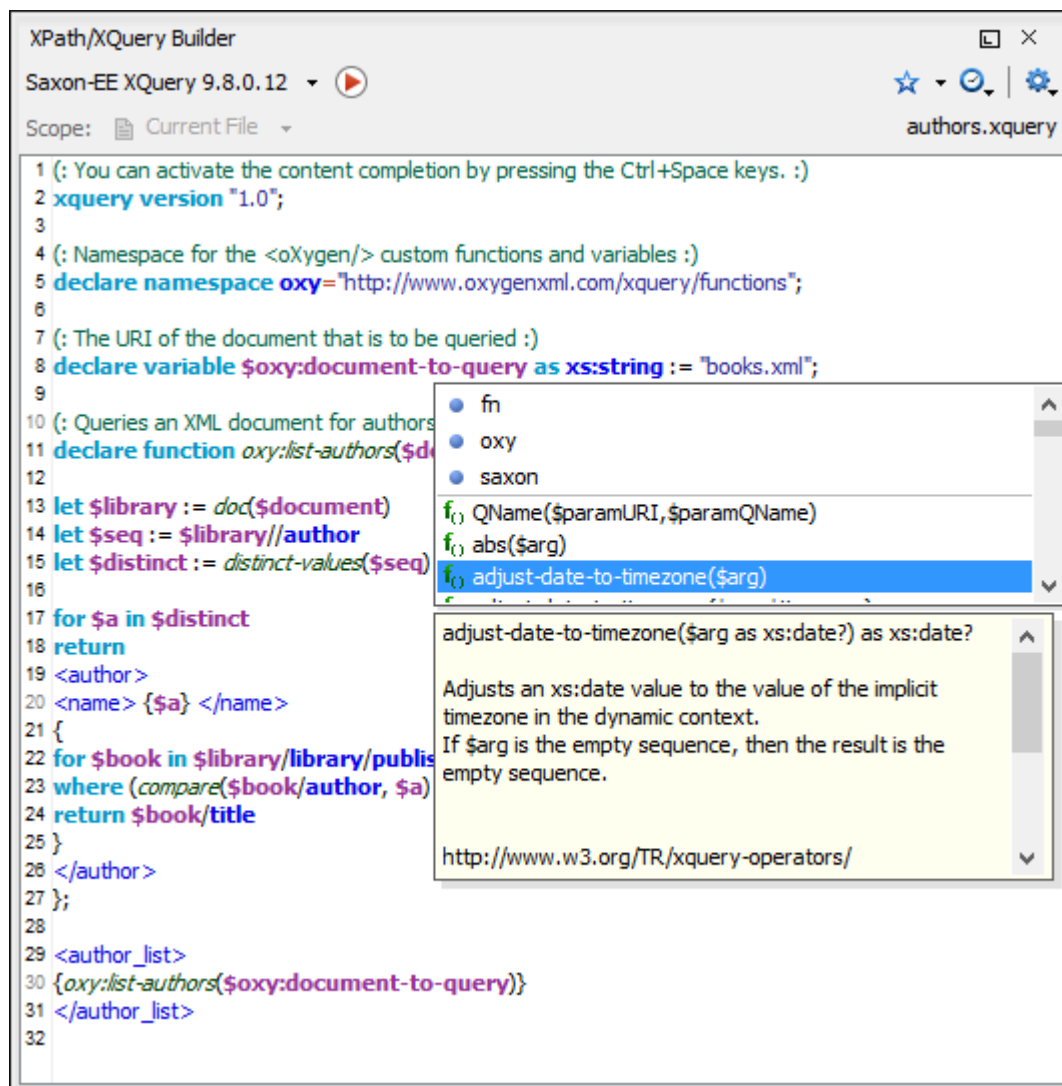 XPath/XQuery Builder
Saxon-EE XQuery 9.8.0.12
Scope: Current File authors.xquery
1 (: You can activate the content completion by pressing the Ctrl+Space keys. :)
2 xquery version "1.0";
3
4 (: Namespace for the <oXygen/> custom functions and variables :)
5 declare namespace oxy="http://www.oxygenxml.com/xquery/functions";
6
7 (: The URI of the document that is to be queried :)
8 declare variable $oxy:document-to-query as xs:string := "books.xml";
9
10 (: Queries an XML document for authors
11 declare function oxy:list-authors($d
12
13 let $library := doc($document)
14 let $seq := $library//author
15 let $distinct := distinct-values($seq)
16
17 for $a in $distinct
18 return
19 <author>
20 <name> {$a} </name>
21 {
22 for $book in $library/library/publis
23 where (compare($book/author, $a)
24 return $book/title
25 }
26 </author>
27 };
28
29 <author_list>
30 {oxy:list-authors($oxy:document-to-query)}
31 </author_list>
32
fn
oxy
saxon
f() QName($paramURI,$paramQName)
f() abs($arg)
f() adjust-date-to-timezone($arg)
adjust-date-to-timezone($arg as xs:date?) as xs:date?
Adjusts an xs:date value to the value of the implicit
timezone in the dynamic context.
If $arg is the empty sequence, then the result is the
empty sequence.
http://www.w3.org/TR/xquery-operators/